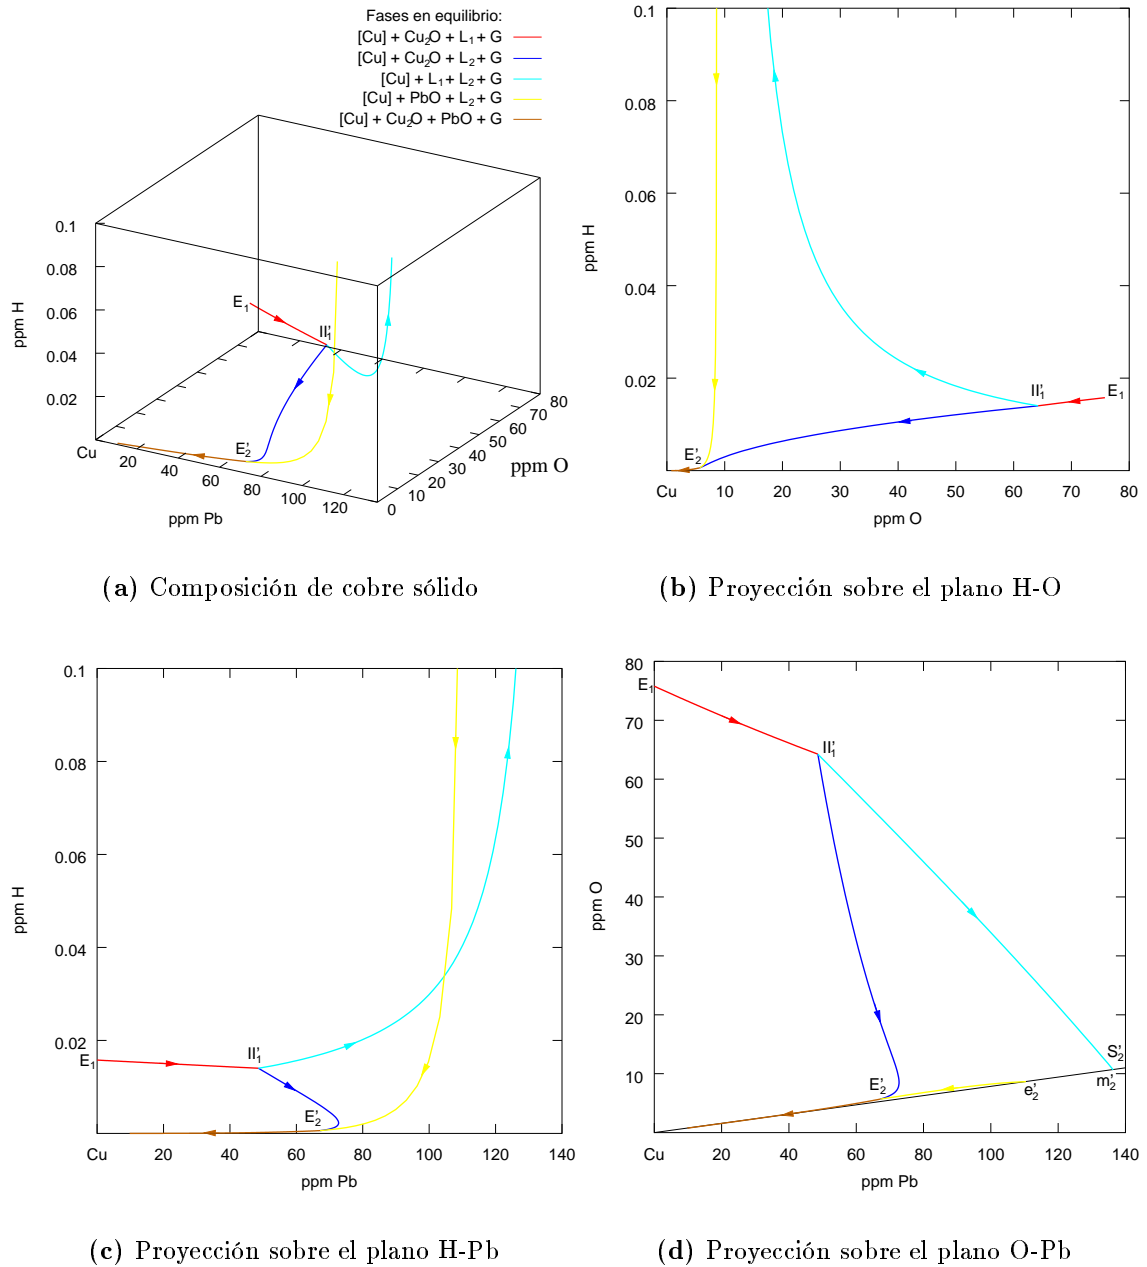 Fases en equilibrio:
[Cu] + Cu₂O + L₁ + G
[Cu] + Cu₂O + L₂ + G
[Cu] + L₁ + L₂ + G
[Cu] + PbO + L₂ + G
[Cu] + Cu₂O + PbO + G
0.1
0.08
0.06
0.04
0.02
ppm H
E₁
II'₁
E'₂
Cu
20
40
60
80
100
120
ppm Pb
0
10
20
30
40
50
60
70
80
ppm O
(a) Composición de cobre sólido
0.1
0.08
0.06
0.04
0.02
ppm H
II'₁
E₁
E'₂
Cu
10
20
30
40
50
60
70
80
ppm O
(b) Proyección sobre el plano H-O
0.1
0.08
0.06
0.04
0.02
ppm H
E₁
II'₁
E'₂
Cu
20
40
60
80
100
120
140
ppm Pb
(c) Proyección sobre el plano H-Pb
80
70
60
50
40
30
20
10
ppm O
E₁
II'₁
E'₂
e'₂
S'₂
m'₂
Cu
20
40
60
80
100
120
140
ppm Pb
(d) Proyección sobre el plano O-Pb